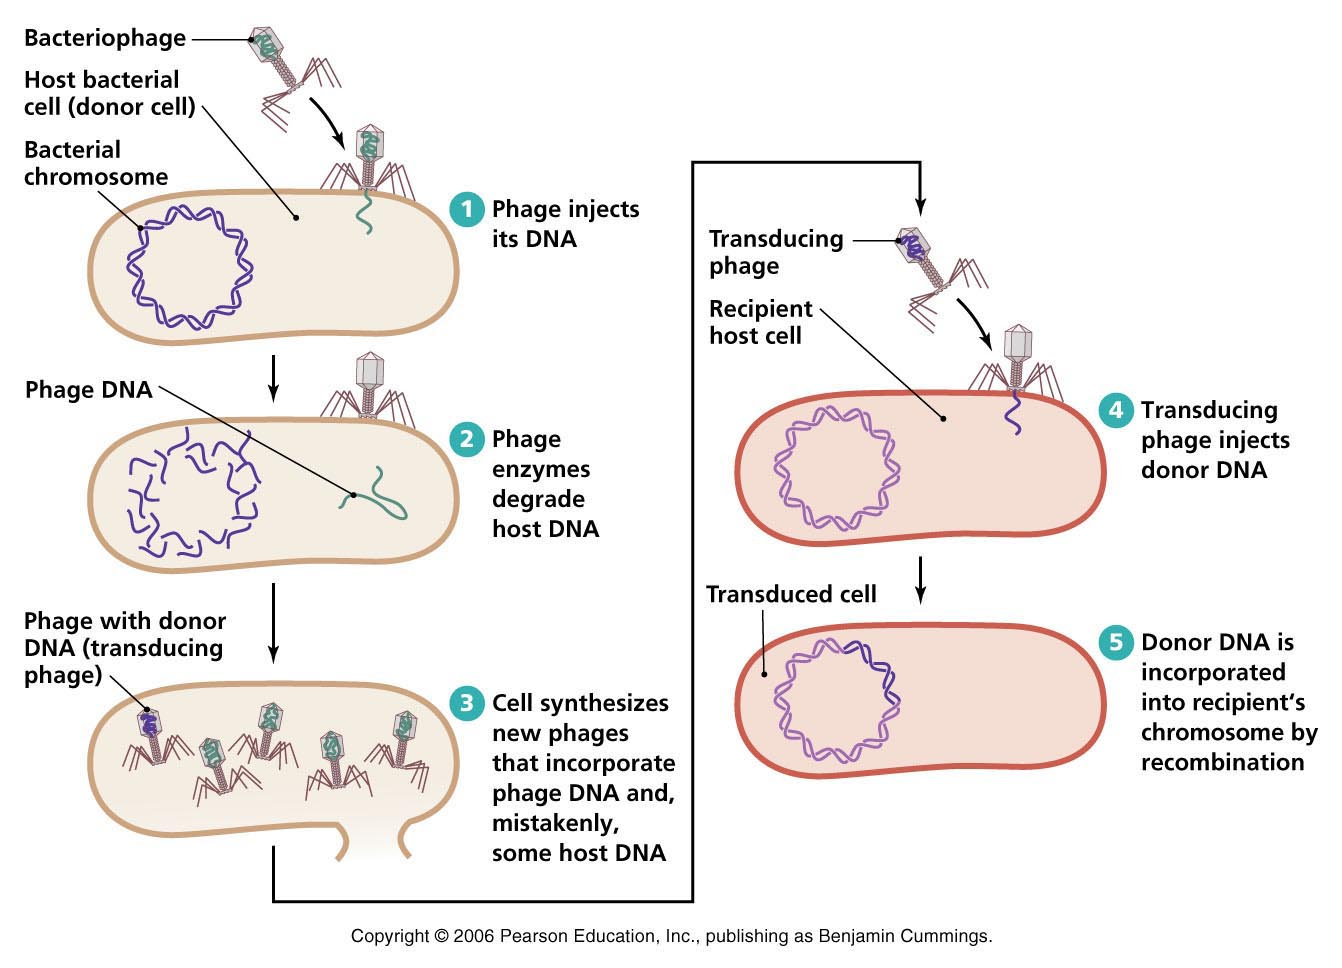 Bacteriophage
Host bacterial
cell (donor cell)
Bacterial
chromosome
1 Phage injects
its DNA
Phage DNA
2 Phage
enzymes
degrade
host DNA
Phage with donor
DNA (transducing
phage)
3 Cell synthesizes
new phages
that incorporate
phage DNA and,
mistakenly,
some host DNA
Transducing
phage
Recipient
host cell
4 Transducing
phage injects
donor DNA
Transduced cell
5 Donor DNA is
incorporated
into recipient‘s
chromosome by
recombination
Copyright © 2006 Pearson Education, Inc., publishing as Benjamin Cummings.